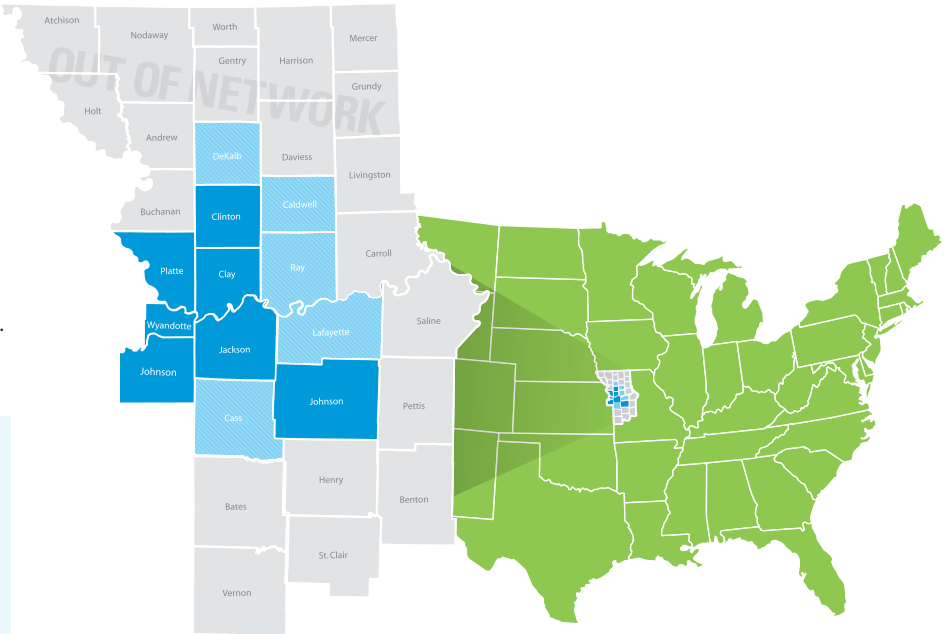 Atchison
Nodaway
Worth
Mercer
Gentry
Harrison
OUT OF NETWORK
Grundy
Holt
Andrew
DeKalb
Daviess
Livingston
Buchanan
Clinton
Caldwell
Platte
Clay
Ray
Carroll
Wyandotte
.
Jackson
Lafayette
Saline
Johnson
Johnson
Cass
Pettis
Bates
Henry
Benton
St. Clair
Vernon